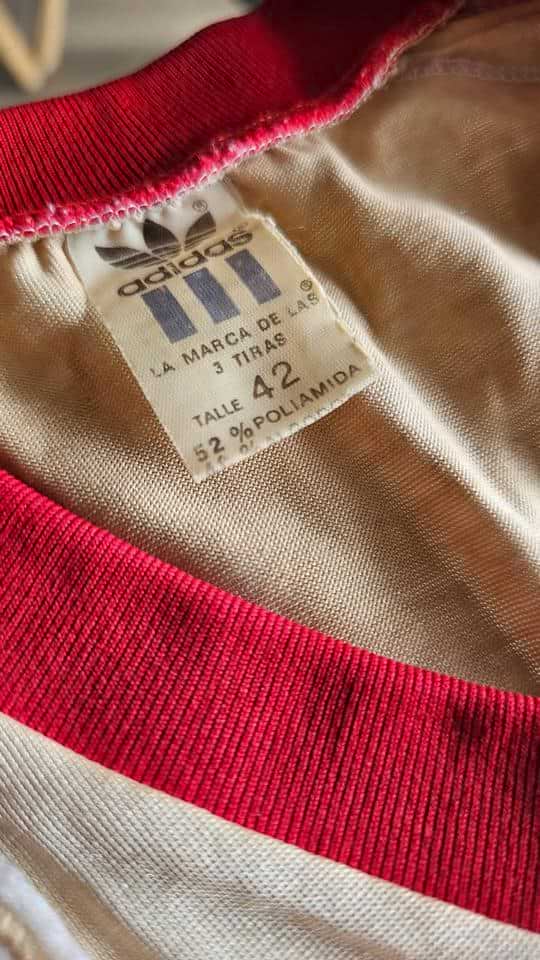 adidas®
LA MARCA DE LAS®
3 TIRAS
TALLE 42
52 % POLIAMIDA